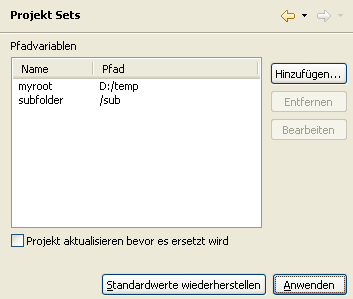 Projekt Sets
Pfadvariablen
Name Pfad
myroot D:/temp
subfolder /sub
Hinzufügen...
Entfernen
Bearbeiten
Projekt aktualisieren bevor es ersetzt wird
Standardwerte wiederherstellen Anwenden